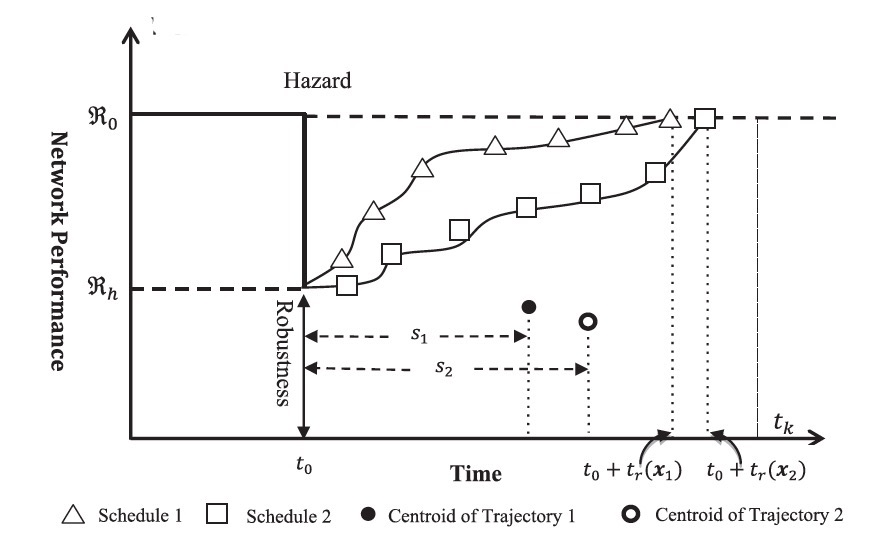 Hazard
ℜ₀
Network Performance
ℜₕ
Robustness
s₁
s₂
tₖ
t₀
Time
t₀ + tᵣ(𝒙₁)
t₀ + tᵣ(𝒙₂)
Schedule 1
Schedule 2
Centroid of Trajectory 1
Centroid of Trajectory 2